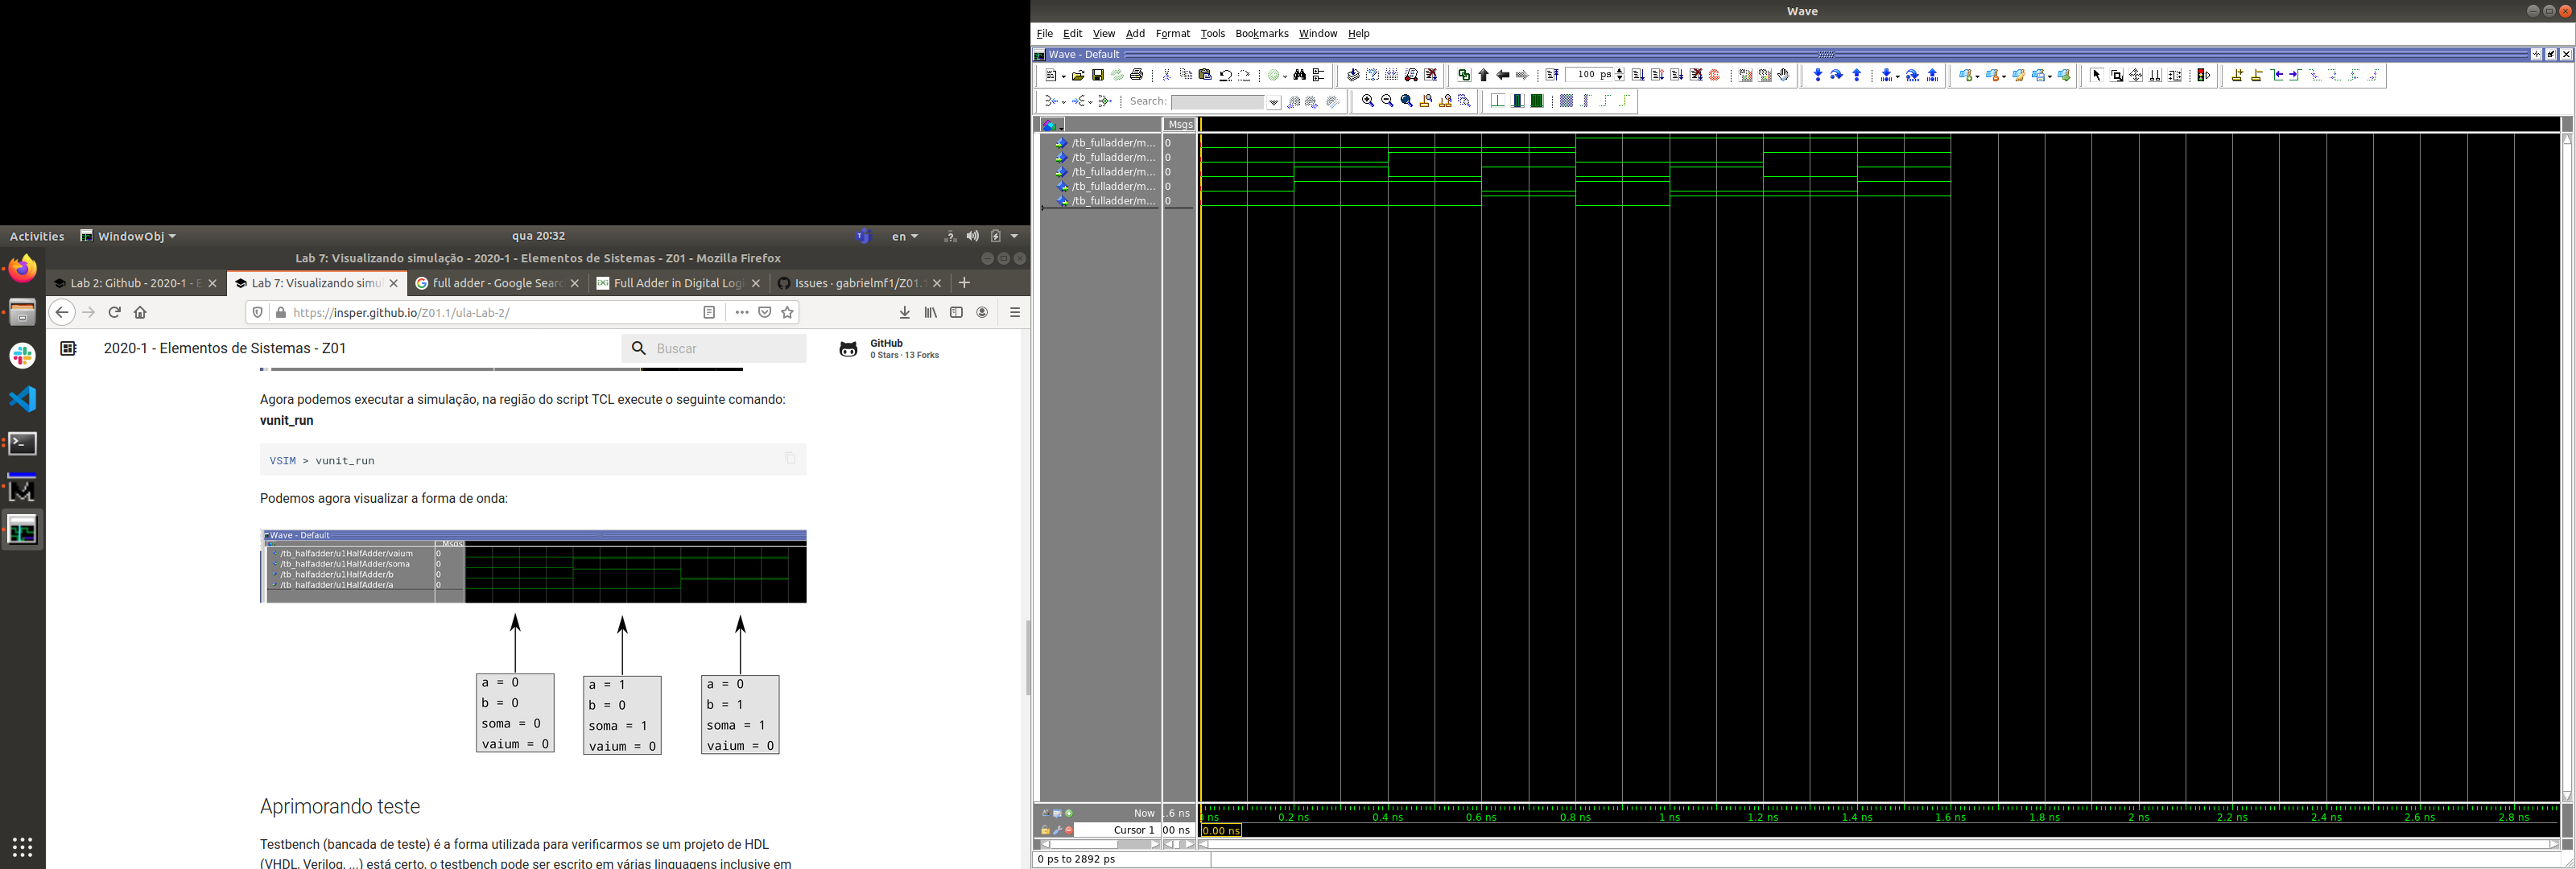 Activities
WindowObj
qua 20:32
en
Lab 7: Visualizando simulação - 2020-1 - Elementos de Sistemas - Z01 - Mozilla Firefox
Lab 2: Github - 2020-1 - E
Lab 7: Visualizando simu
full adder - Google Searc
Full Adder in Digital Log
Issues · gabrielmf1/Z01.
https://insper.github.io/Z01.1/ula-Lab-2/
2020-1 - Elementos de Sistemas - Z01
Buscar
GitHub
0 Stars · 13 Forks
Agora podemos executar a simulação, na região do script TCL execute o seguinte comando:
vunit_run
VSIM > vunit_run
Podemos agora visualizar a forma de onda:
Wave - Default
Msgs
/tb_halfadder/u1HalfAdder/vaium 0
/tb_halfadder/u1HalfAdder/soma 0
/tb_halfadder/u1HalfAdder/b 0
/tb_halfadder/u1HalfAdder/a 0
a = 0
b = 0
soma = 0
vaium = 0
a = 1
b = 0
soma = 1
vaium = 0
a = 0
b = 1
soma = 1
vaium = 0
Aprimorando teste
Testbench (bancada de teste) é a forma utilizada para verificarmos se um projeto de HDL
(VHDL, Verilog, ...) está certo, o testbench pode ser escrito em várias linguagens inclusive em
Wave
File Edit View Add Format Tools Bookmarks Window Help
Wave - Default
100 ps
Search:
Msgs
/tb_fulladder/m... 0
/tb_fulladder/m... 0
/tb_fulladder/m... 0
/tb_fulladder/m... 0
/tb_fulladder/m... 0
Now .6 ns
ns 0.2 ns 0.4 ns 0.6 ns 0.8 ns 1 ns 1.2 ns 1.4 ns 1.6 ns 1.8 ns 2 ns 2.2 ns 2.4 ns 2.6 ns 2.8 ns
Cursor 1 00 ns
0.00 ns
0 ps to 2892 ps